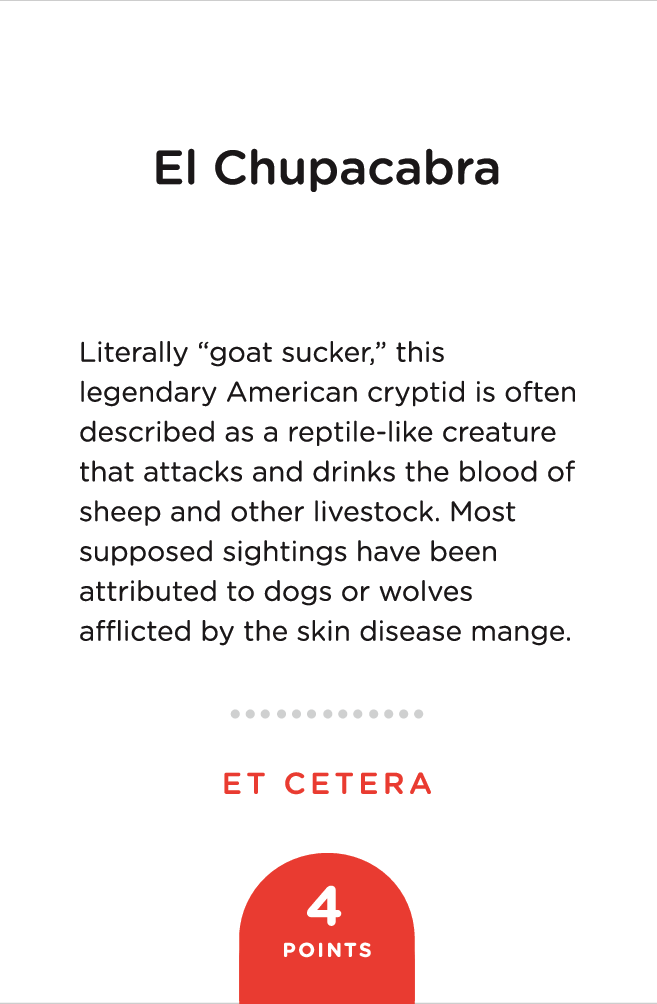 El Chupacabra
Literally “goat sucker,” this
legendary American cryptid is often
described as a reptile-like creature
that attacks and drinks the blood of
sheep and other livestock. Most
supposed sightings have been
attributed to dogs or wolves
afflicted by the skin disease mange.
ET CETERA
4
POINTS